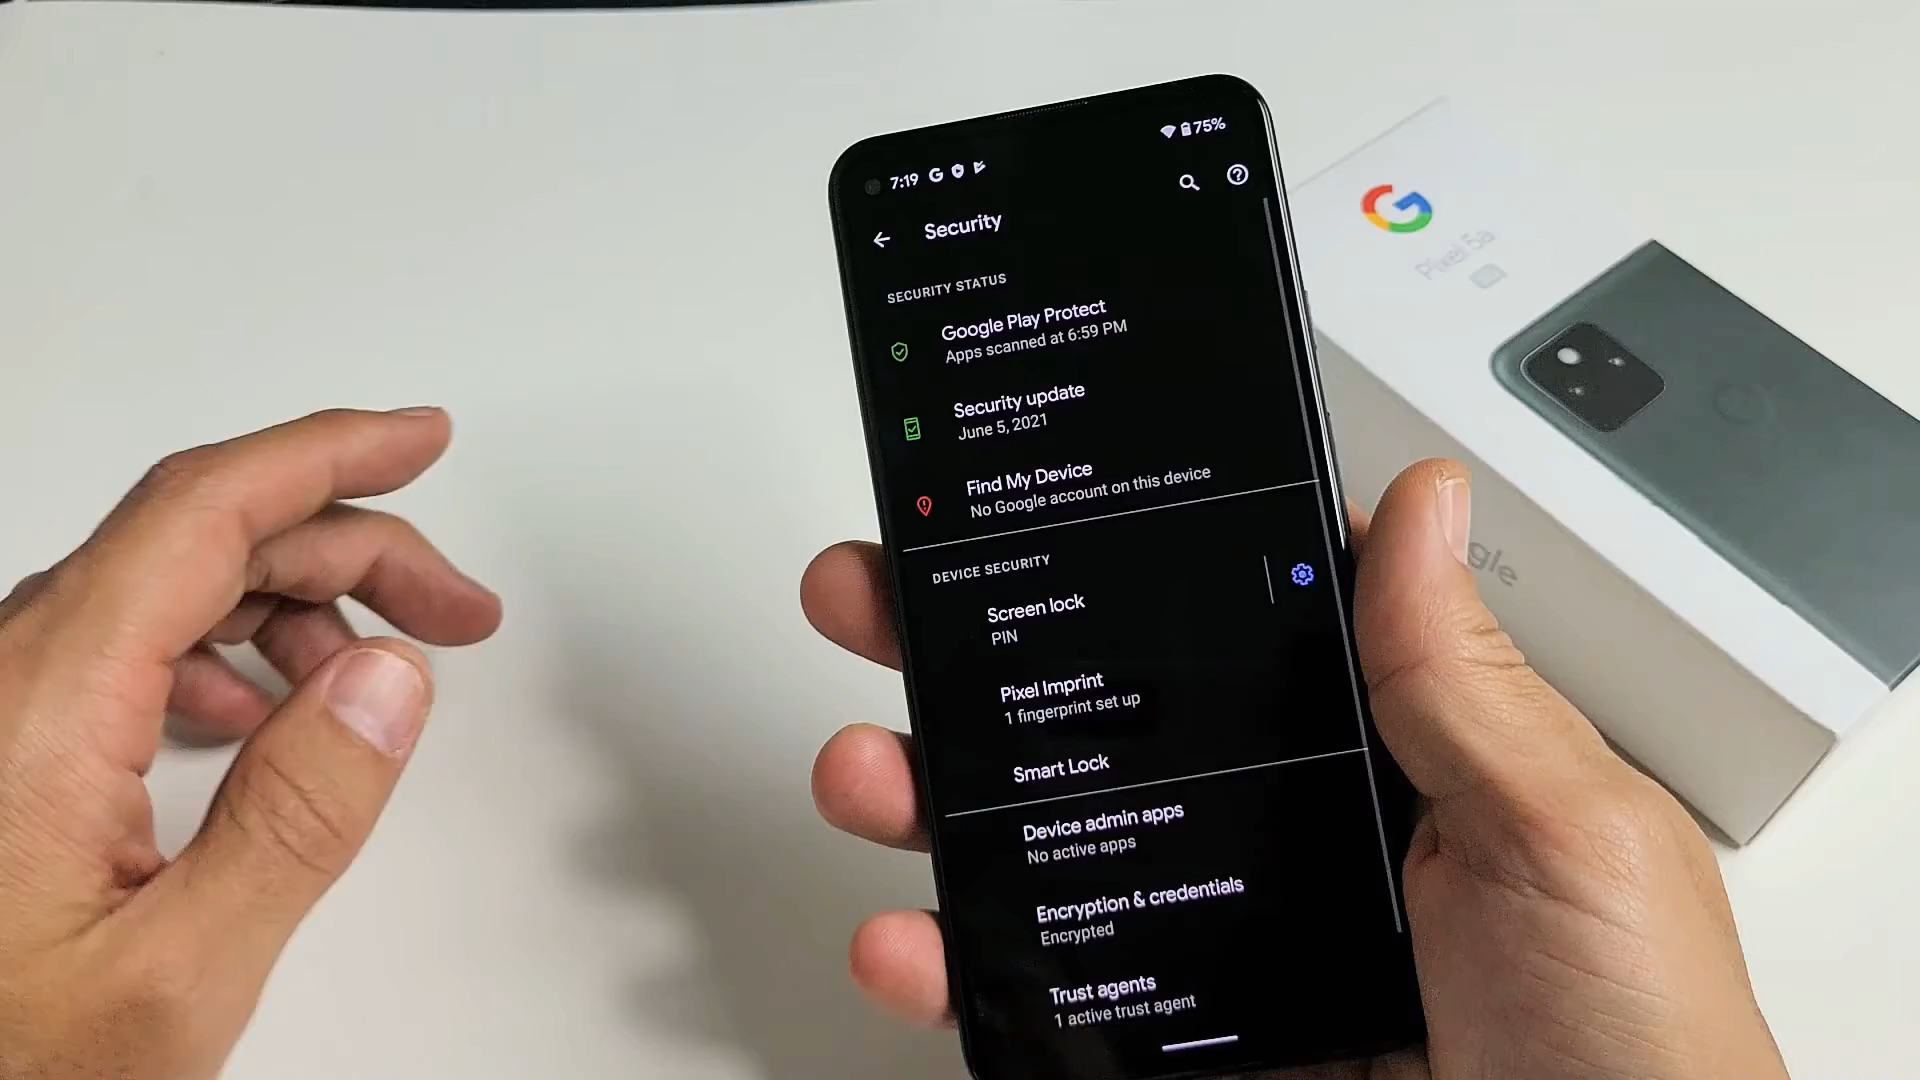 7:19
75%
Security
SECURITY STATUS
Google Play Protect
Apps scanned at 6:59 PM
Security update
June 5, 2021
Find My Device
No Google account on this device
DEVICE SECURITY
Screen lock
PIN
Pixel Imprint
1 fingerprint set up
Smart Lock
Device admin apps
No active apps
Encryption & credentials
Encrypted
Trust agents
1 active trust agent
G
Pixel 5a
gle